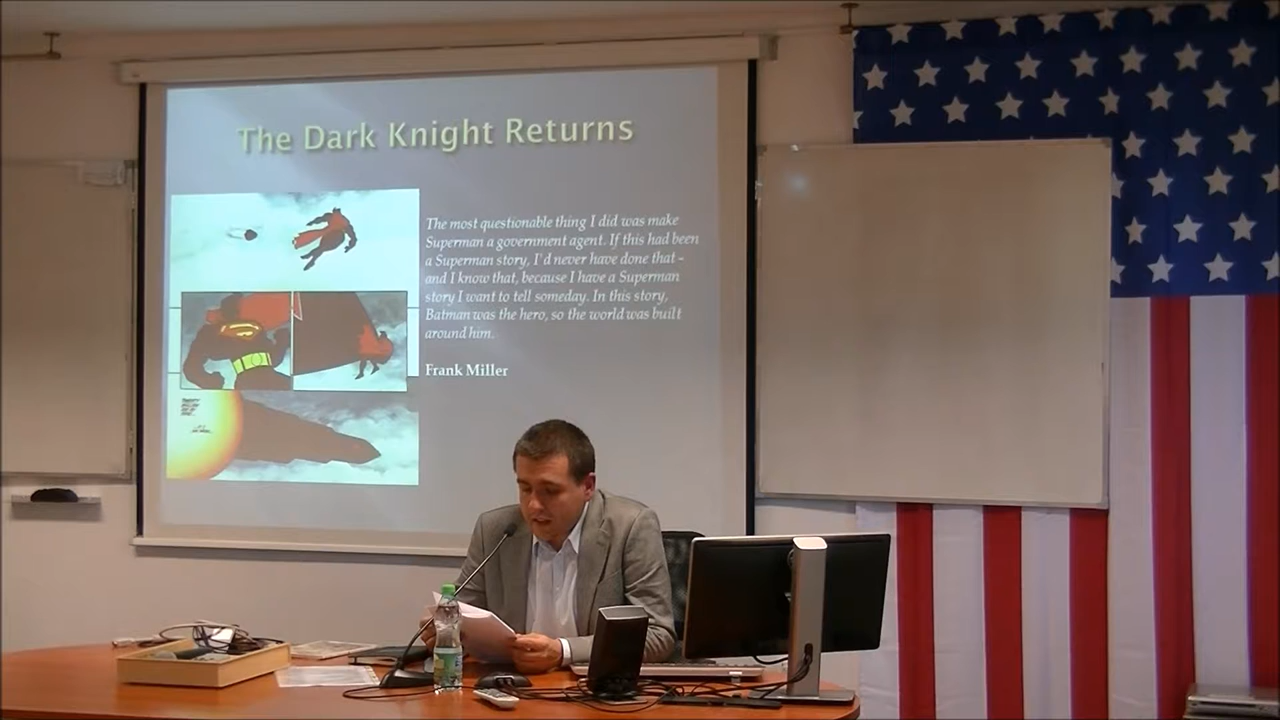 The Dark Knight Returns
The most questionable thing I did was make
Superman a government agent. If this had been
a Superman story, I'd never have done that -
and I know that, because I have a Superman
story I want to tell someday. In this story,
Batman was the hero, so the world was built
around him.
Frank Miller